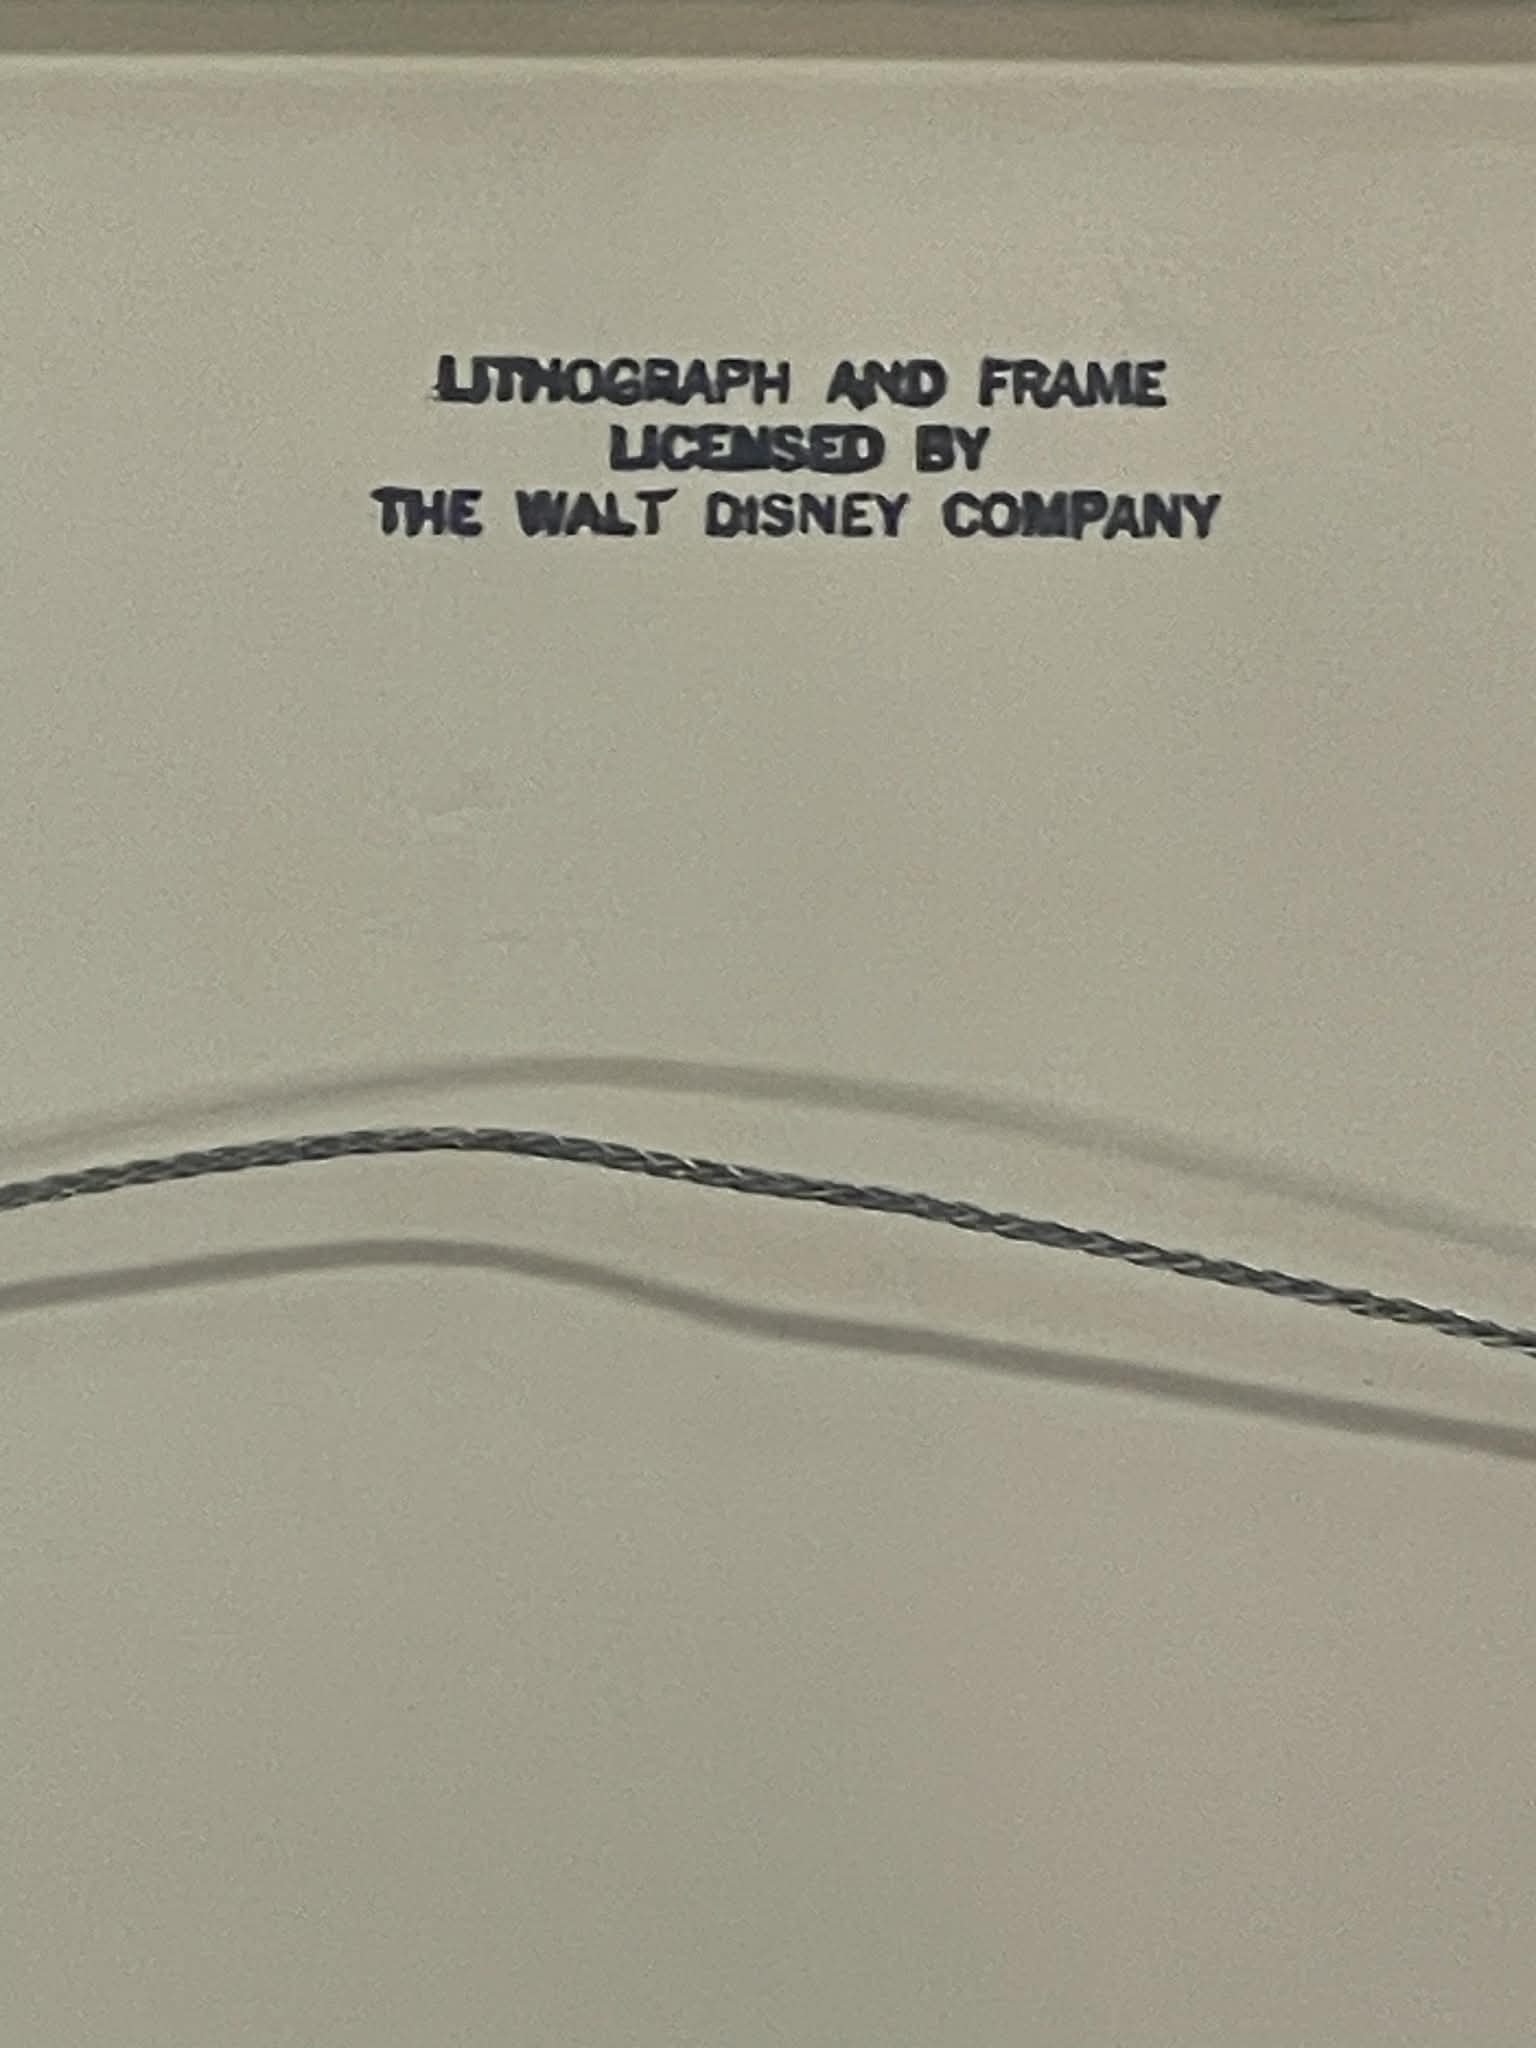 LITHOGRAPH AND FRAME
LICENSED BY
THE WALT DISNEY COMPANY